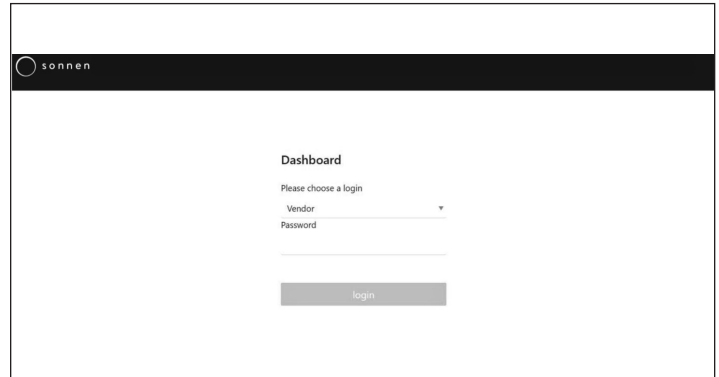 sonnen
Dashboard
Please choose a login
Vendor
Password
login